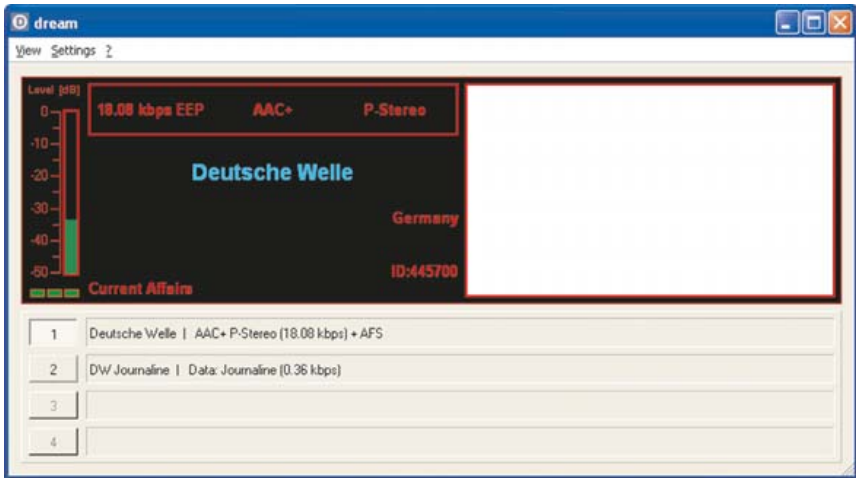 dream
View Settings ?
Level [dB]
0
-10
-20
-30
-40
-50
18.08 kbps EEP AAC+ P-Stereo
Deutsche Welle
Germany
ID:445700
Current Affairs
1 Deutsche Welle | AAC+ P-Stereo (18.08 kbps) + AFS
2 DW Journaline | Data: Journaline (0.36 kbps)
3
4